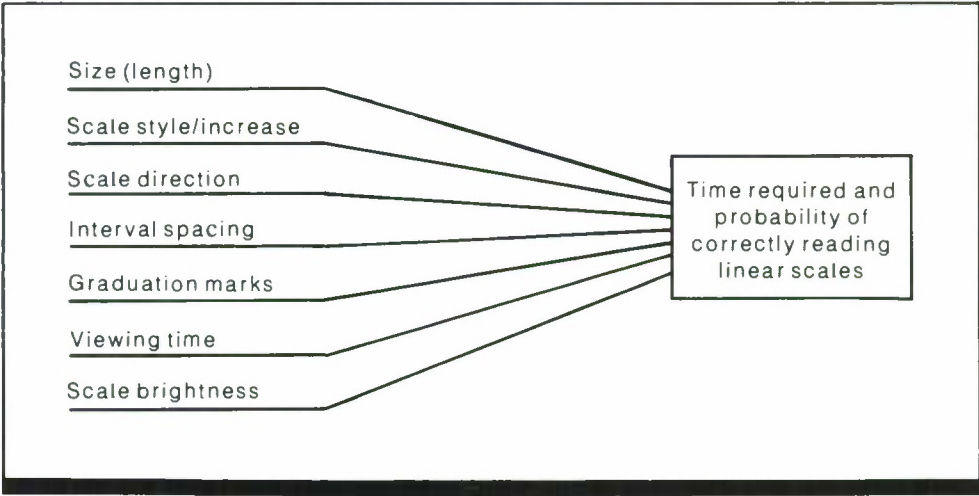 Size (length)
Scale style/increase
Scale direction
Interval spacing
Graduation marks
Viewing time
Scale brightness
Time required and
probability of
correctly reading
linear scales